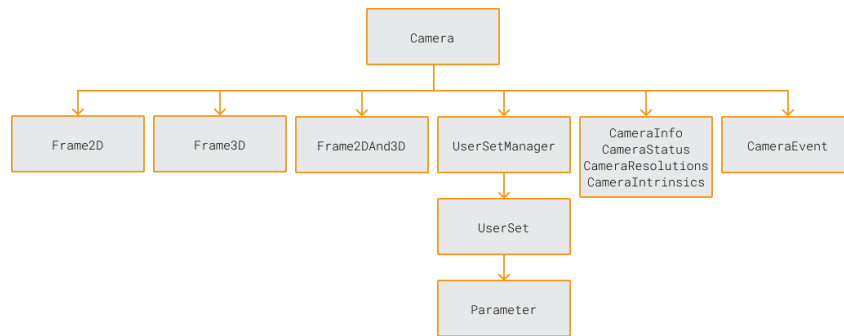 Camera
Frame2D
Frame3D
Frame2DAnd3D
UserSetManager
CameraInfo
CameraStatus
CameraResolutions
CameraIntrinsics
CameraEvent
UserSet
Parameter